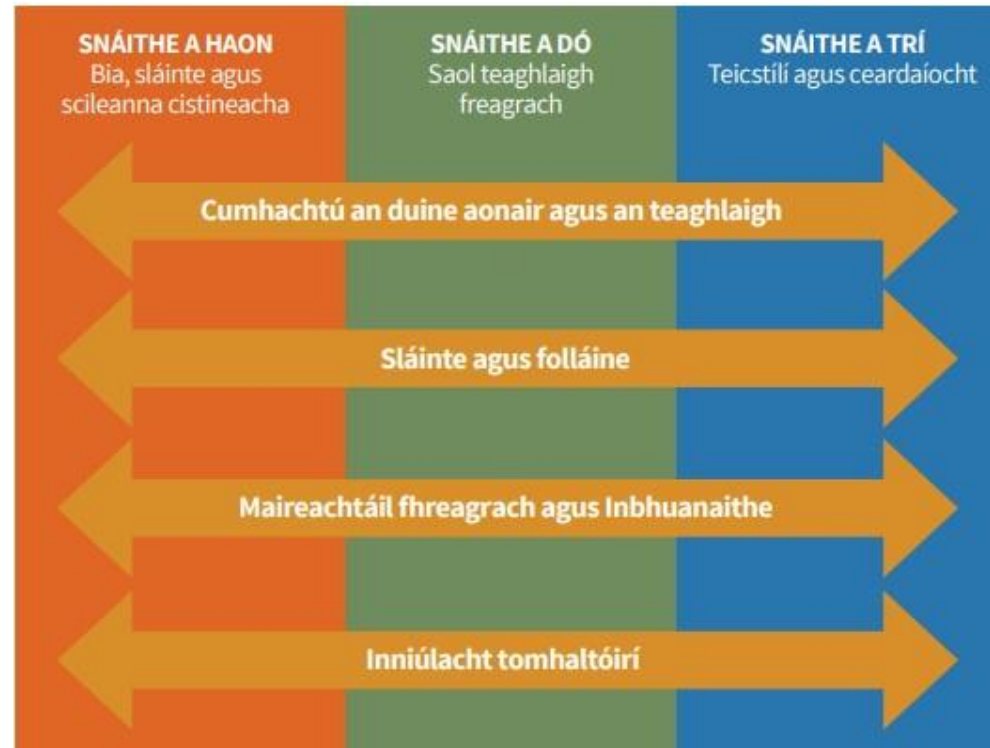 SNÁITHE A HAON
Bia, sláinte agus
scileanna cistineacha
SNÁITHE A DÓ
Saol teaghlaigh
freagrach
SNÁITHE A TRÍ
Teicstílí agus ceardaíocht
Cumhachtú an duine aonair agus an teaghlaigh
Sláinte agus folláine
Maireachtáil fhreagrach agus Inbhuanaithe
Inniúlacht tomhaltóirí